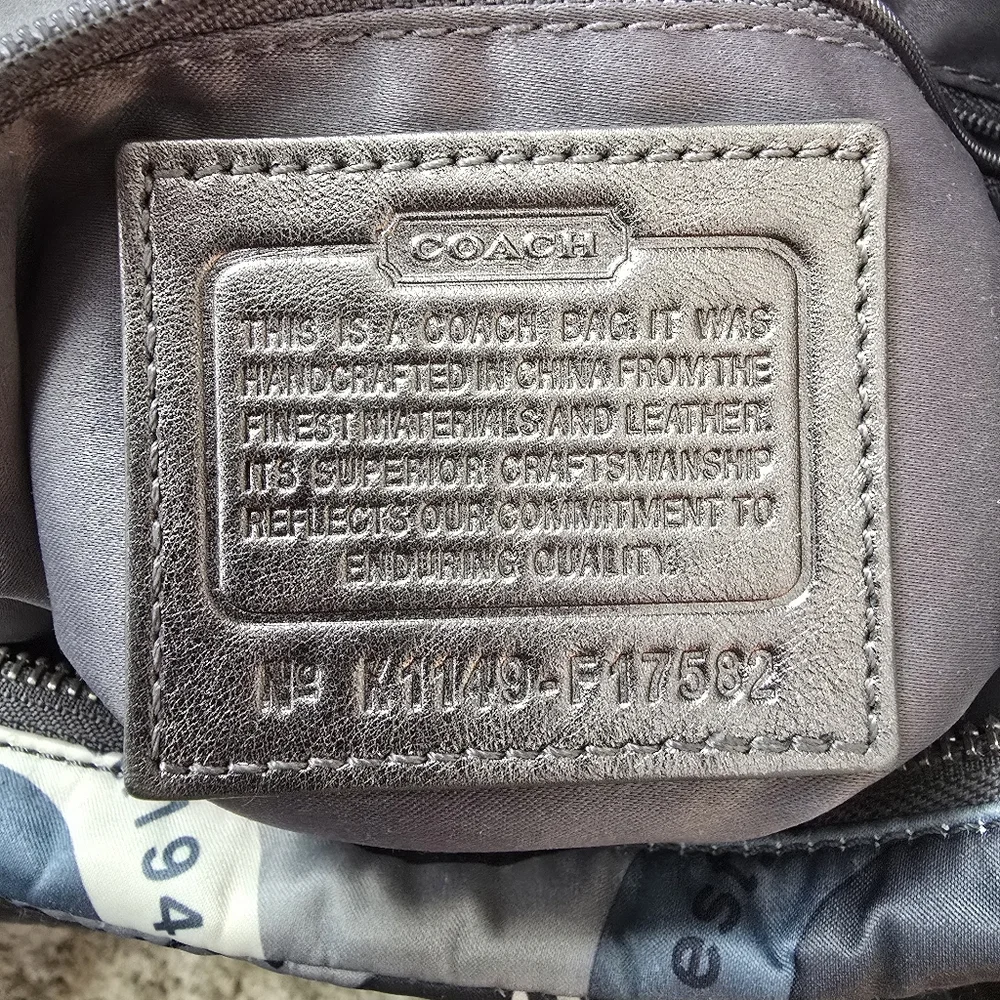 COACH
THIS IS A COACH BAG. IT WAS
HANDCRAFTED IN CHINA FROM THE
FINEST MATERIALS AND LEATHER.
ITS SUPERIOR CRAFTSMANSHIP
REFLECTS OUR COMMITMENT TO
ENDURING QUALITY.
Nº K1149-F17582
194